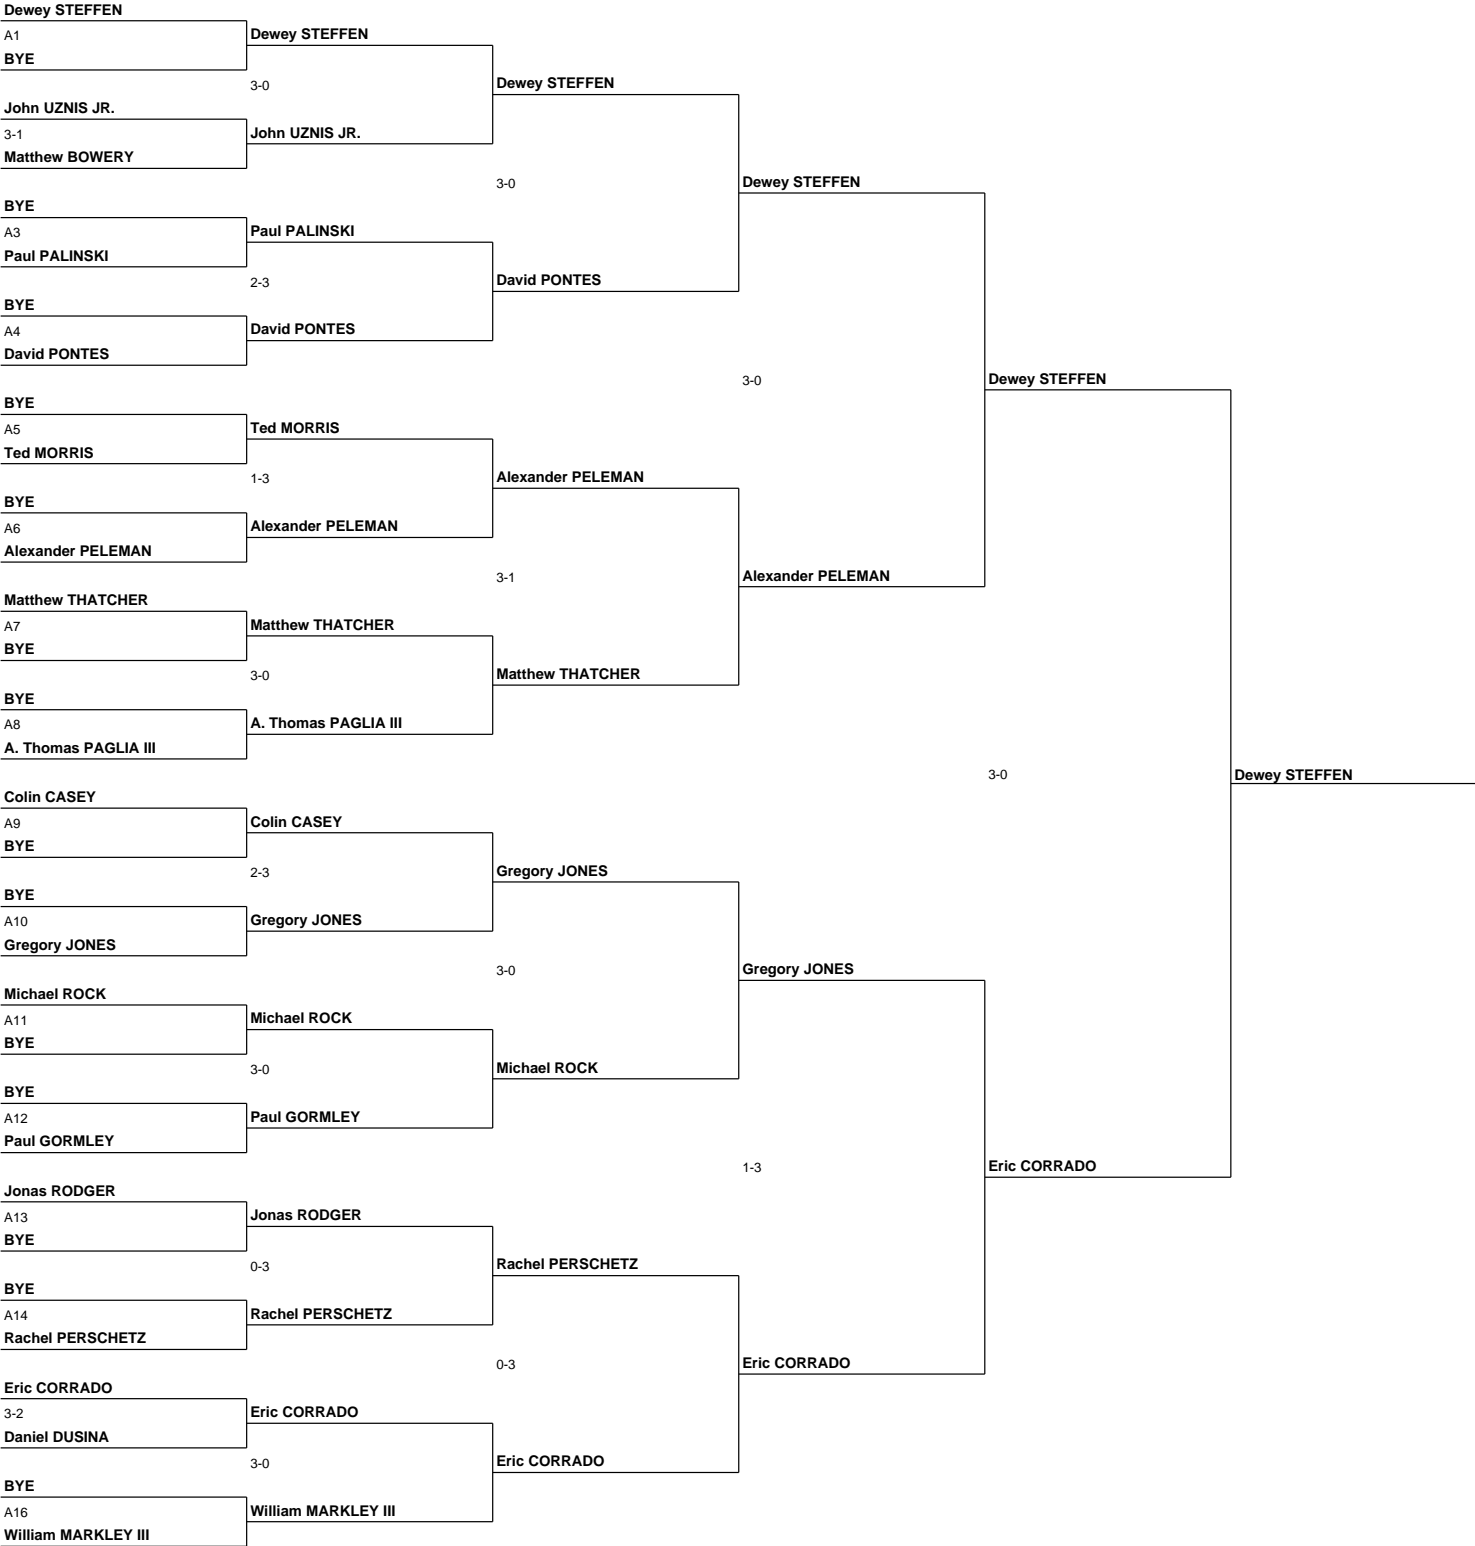 Dewey STEFFEN
A1
BYE
John UZNIS JR.
3-1
Matthew BOWERY
BYE
A3
Paul PALINSKI
BYE
A4
David PONTES
BYE
A5
Ted MORRIS
BYE
A6
Alexander PELEMAN
Matthew THATCHER
A7
BYE
BYE
A8
A. Thomas PAGLIA III
Colin CASEY
A9
BYE
BYE
A10
Gregory JONES
Michael ROCK
A11
BYE
BYE
A12
Paul GORMLEY
Jonas RODGER
A13
BYE
BYE
A14
Rachel PERSCHETZ
Eric CORRADO
3-2
Daniel DUSINA
BYE
A16
William MARKLEY III
Dewey STEFFEN
3-0
John UZNIS JR.
Paul PALINSKI
2-3
David PONTES
Ted MORRIS
1-3
Alexander PELEMAN
Matthew THATCHER
3-0
A. Thomas PAGLIA III
Colin CASEY
2-3
Gregory JONES
Michael ROCK
3-0
Paul GORMLEY
Jonas RODGER
0-3
Rachel PERSCHETZ
Eric CORRADO
3-0
William MARKLEY III
Dewey STEFFEN
3-0
David PONTES
Alexander PELEMAN
3-1
Matthew THATCHER
Gregory JONES
3-0
Michael ROCK
Rachel PERSCHETZ
0-3
Eric CORRADO
Dewey STEFFEN
3-0
Alexander PELEMAN
Gregory JONES
1-3
Eric CORRADO
Dewey STEFFEN
3-0
Eric CORRADO
Dewey STEFFEN